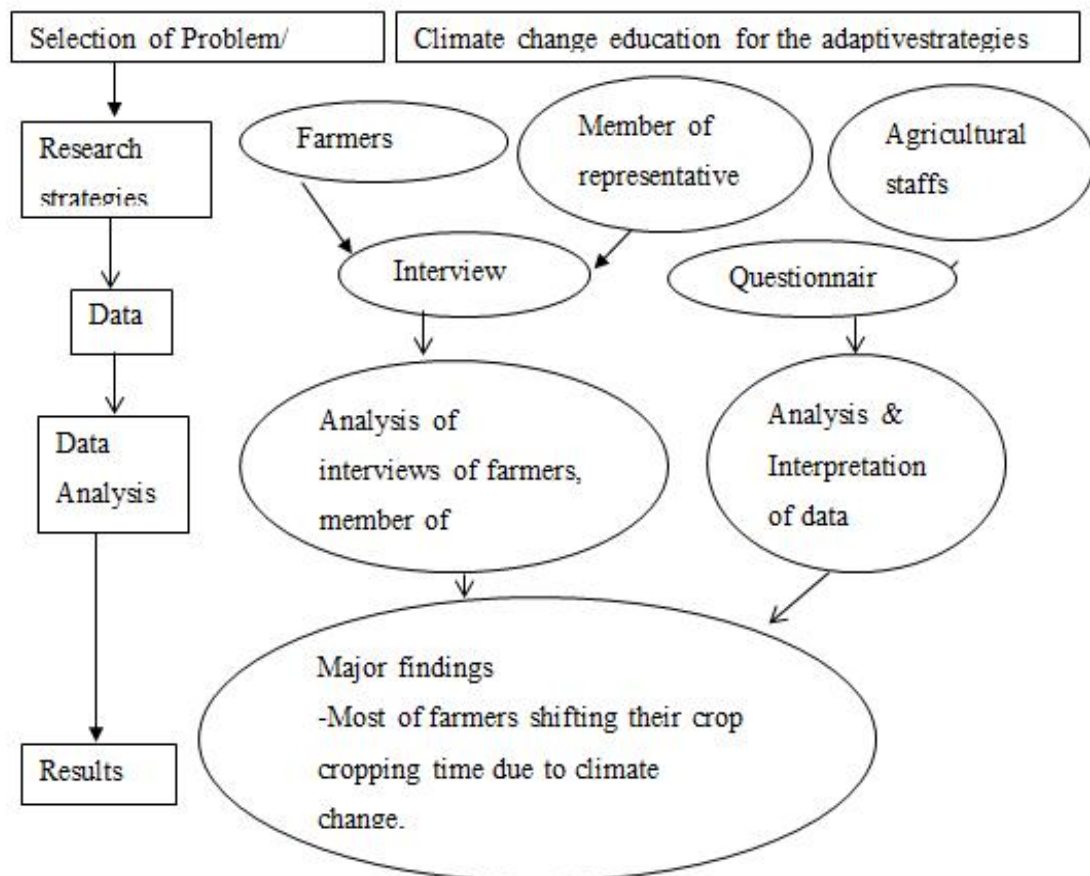 Selection of Problem/
Climate change education for the adaptivestrategies
Research
strategies
Farmers
Member of
representative
Agricultural
staffs
Interview
Questionnair
Data
Data
Analysis
Analysis of
interviews of farmers,
member of
Analysis &
Interpretation
of data
Major findings
-Most of farmers shifting their crop
cropping time due to climate
change.
Results